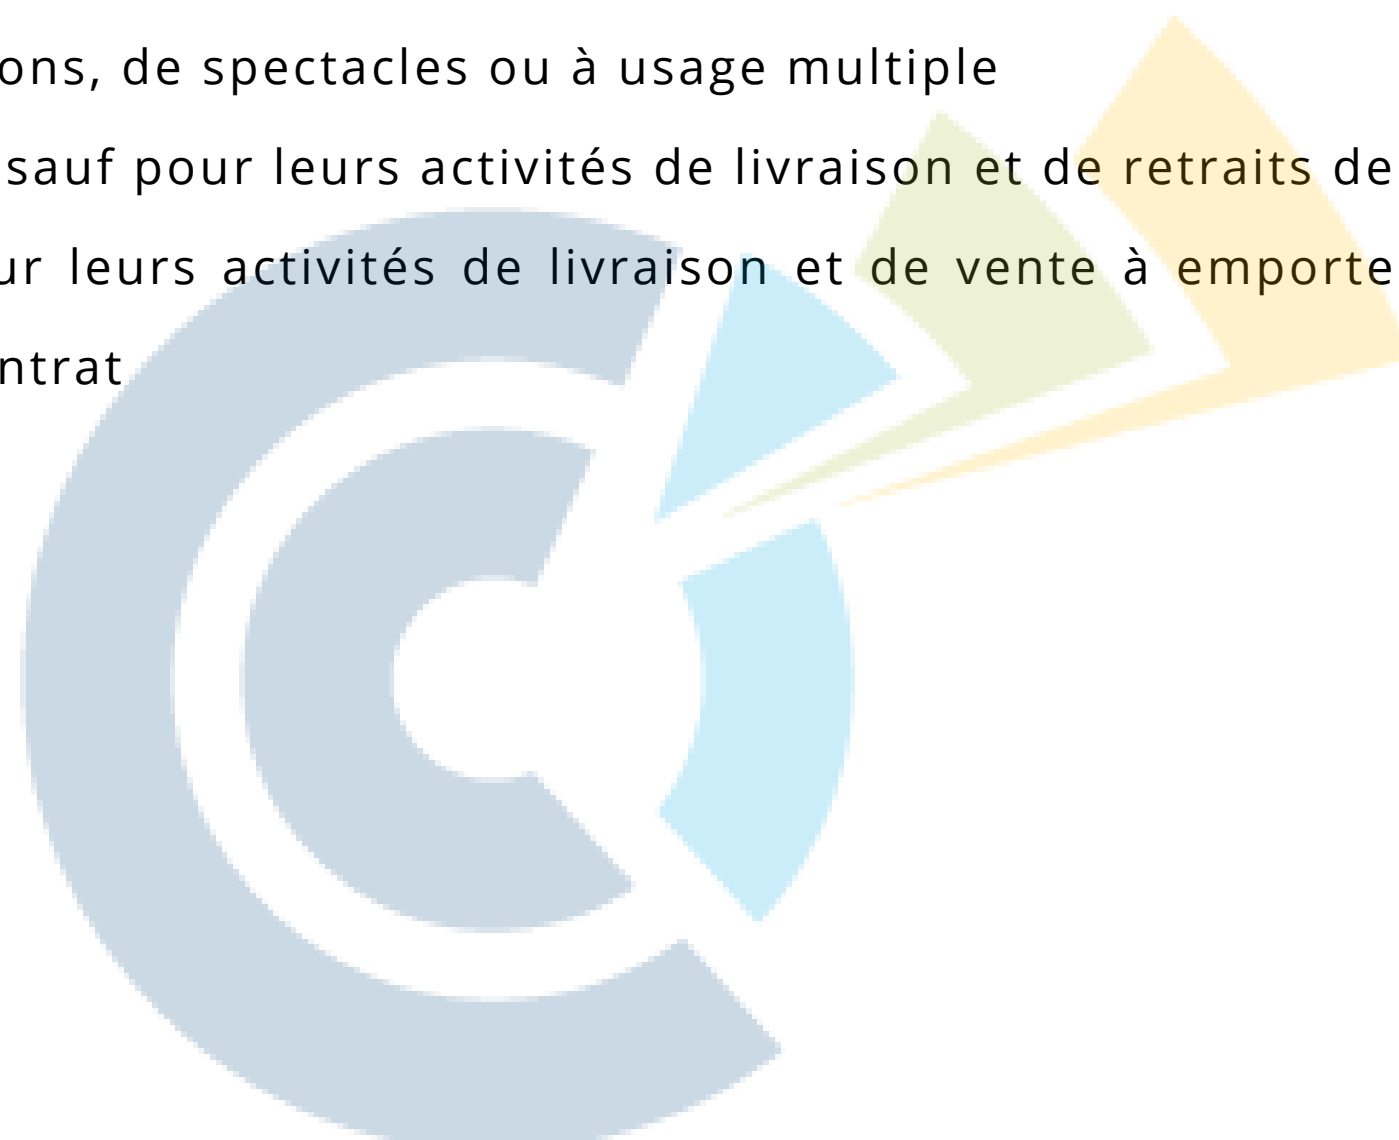 ons, de spectacles ou à usage multiple
sauf pour leurs activités de livraison et de retraits de
ur leurs activités de livraison et de vente à emporte
ntrat